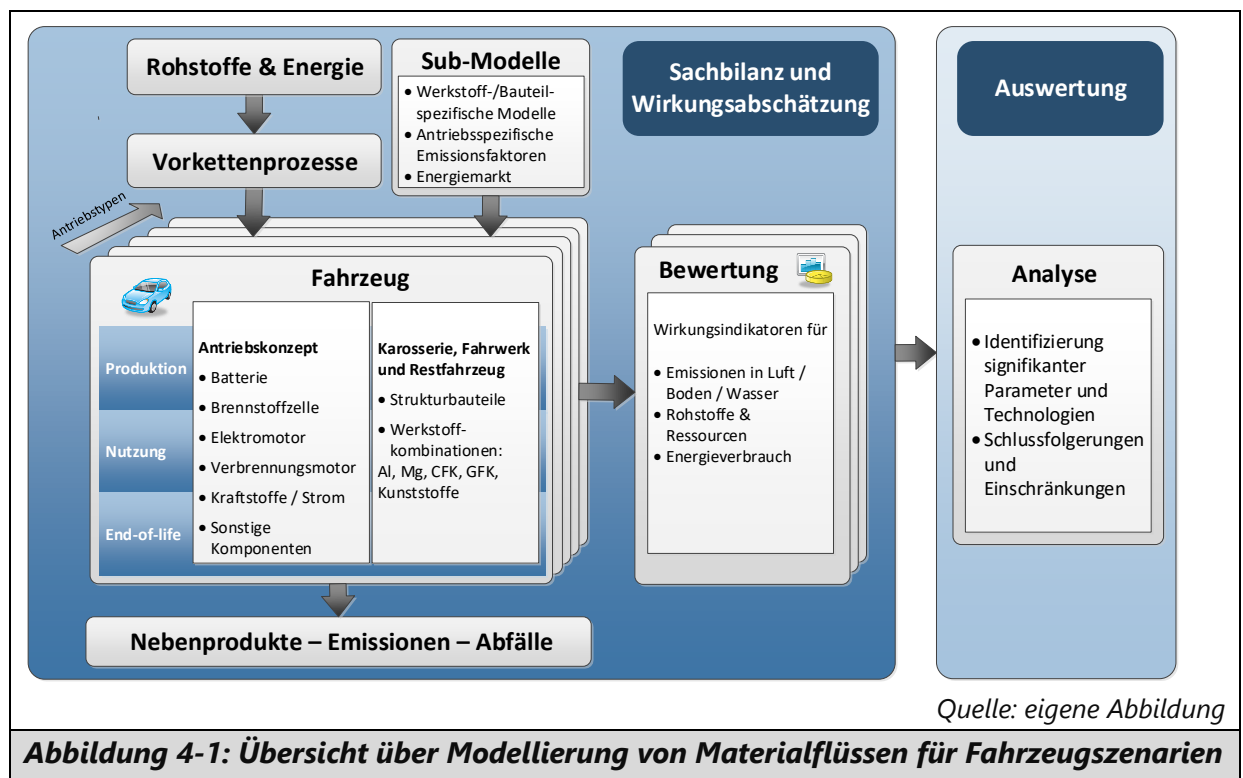 Rohstoffe & Energie
Vorkettenprozesse
Antriebstypen
Sub-Modelle
• Werkstoff-/Bauteil-
spezifische Modelle
• Antriebsspezifische
Emissionsfaktoren
• Energiemarkt
Sachbilanz und
Wirkungsabschätzung
Auswertung
Fahrzeug
Produktion
Nutzung
End-of-life
Antriebskonzept
• Batterie
• Brennstoffzelle
• Elektromotor
• Verbrennungsmotor
• Kraftstoffe / Strom
• Sonstige
Komponenten
Karosserie, Fahrwerk
und Restfahrzeug
• Strukturbauteile
• Werkstoff-
kombinationen:
Al, Mg, CFK, GFK,
Kunststoffe
Bewertung
Wirkungsindikatoren für
• Emissionen in Luft /
Boden / Wasser
• Rohstoffe &
Ressourcen
• Energieverbrauch
Analyse
• Identifizierung
signifikanter
Parameter und
Technologien
• Schlussfolgerungen
und
Einschränkungen
Nebenprodukte – Emissionen – Abfälle
Quelle: eigene Abbildung
Abbildung 4-1: Übersicht über Modellierung von Materialflüssen für Fahrzeugszenarien